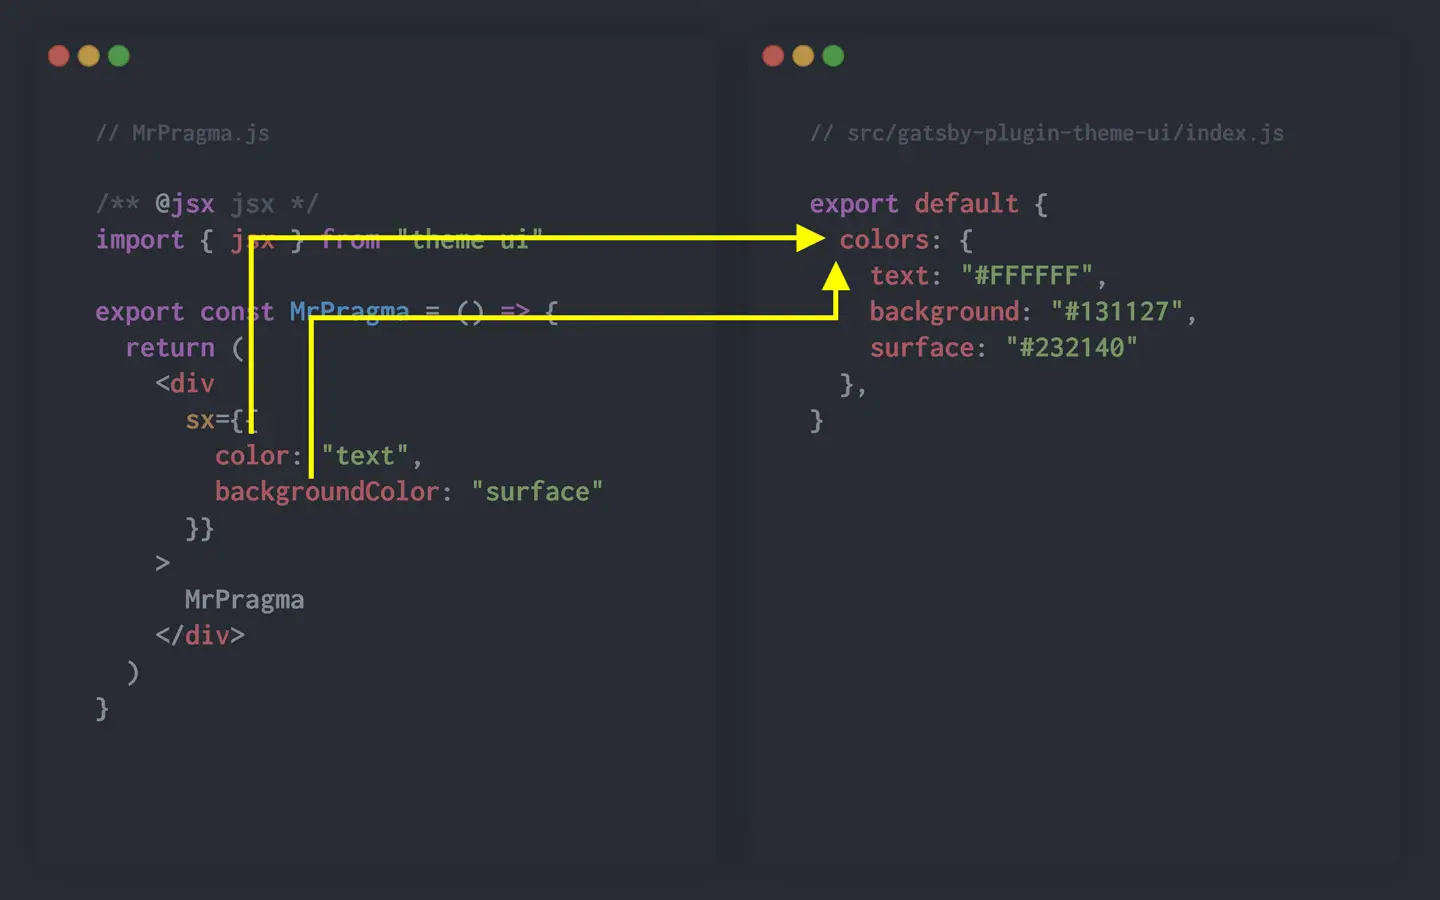 // MrPragma.js
/** @jsx jsx */
import { jsx } from "theme-ui"
export const MrPragma = () => {
return (
<div
sx={{
color: "text",
backgroundColor: "surface"
}}
>
MrPragma
</div>
)
}
// src/gatsby-plugin-theme-ui/index.js
export default {
colors: {
text: "#FFFFFF",
background: "#131127",
surface: "#232140"
},
}